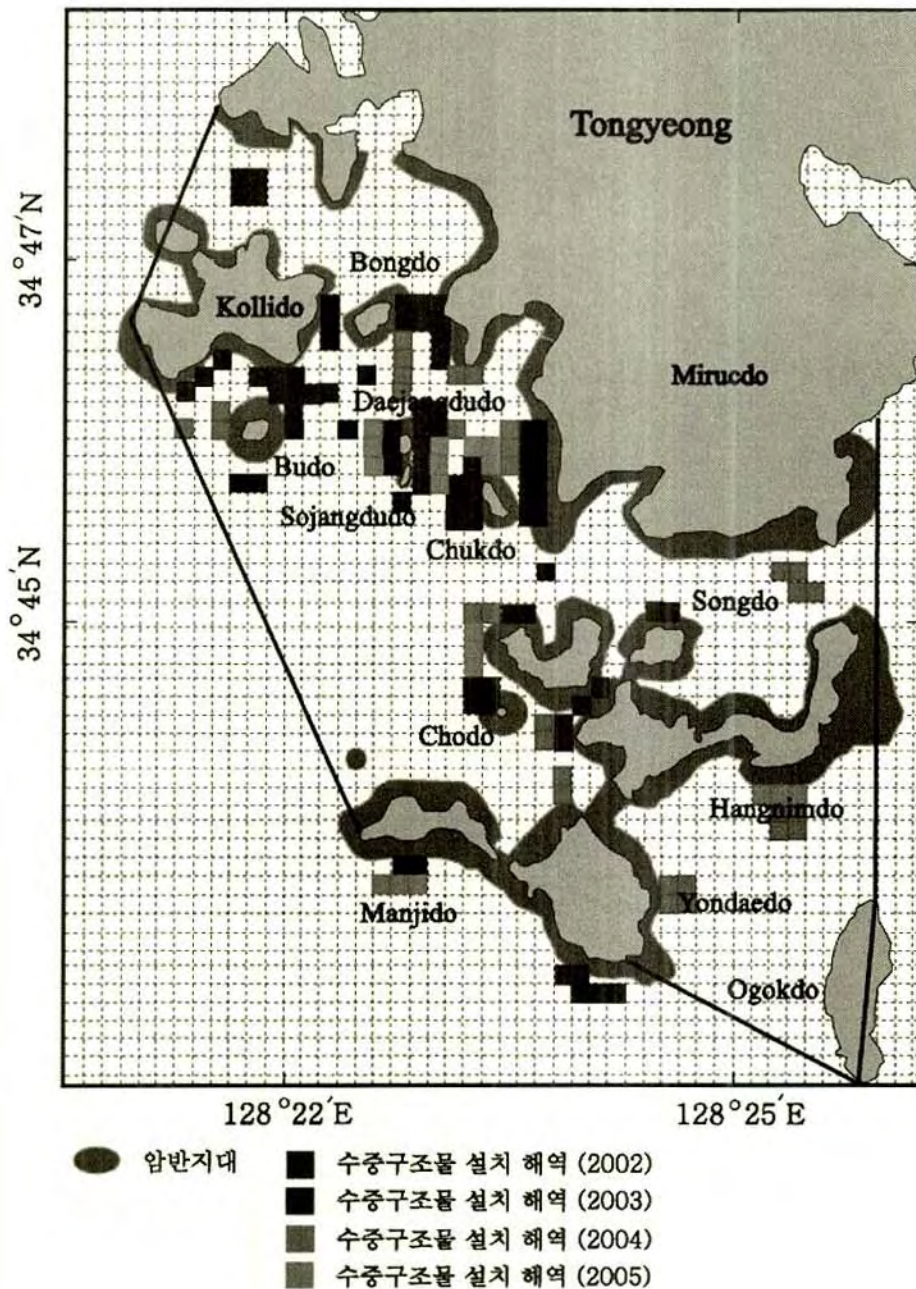 Tongyeong
34°47′N
Bongdo
Kollido
Mirucdo
Daejangdudo
Budo
Sojangdudo
Chukdo
34°45′N
Songdo
Chodo
Hangnimdo
Manjido
Yondaedo
Ogokdo
128°22′E
128°25′E
암반지대
수중구조물 설치 해역 (2002)
수중구조물 설치 해역 (2003)
수중구조물 설치 해역 (2004)
수중구조물 설치 해역 (2005)